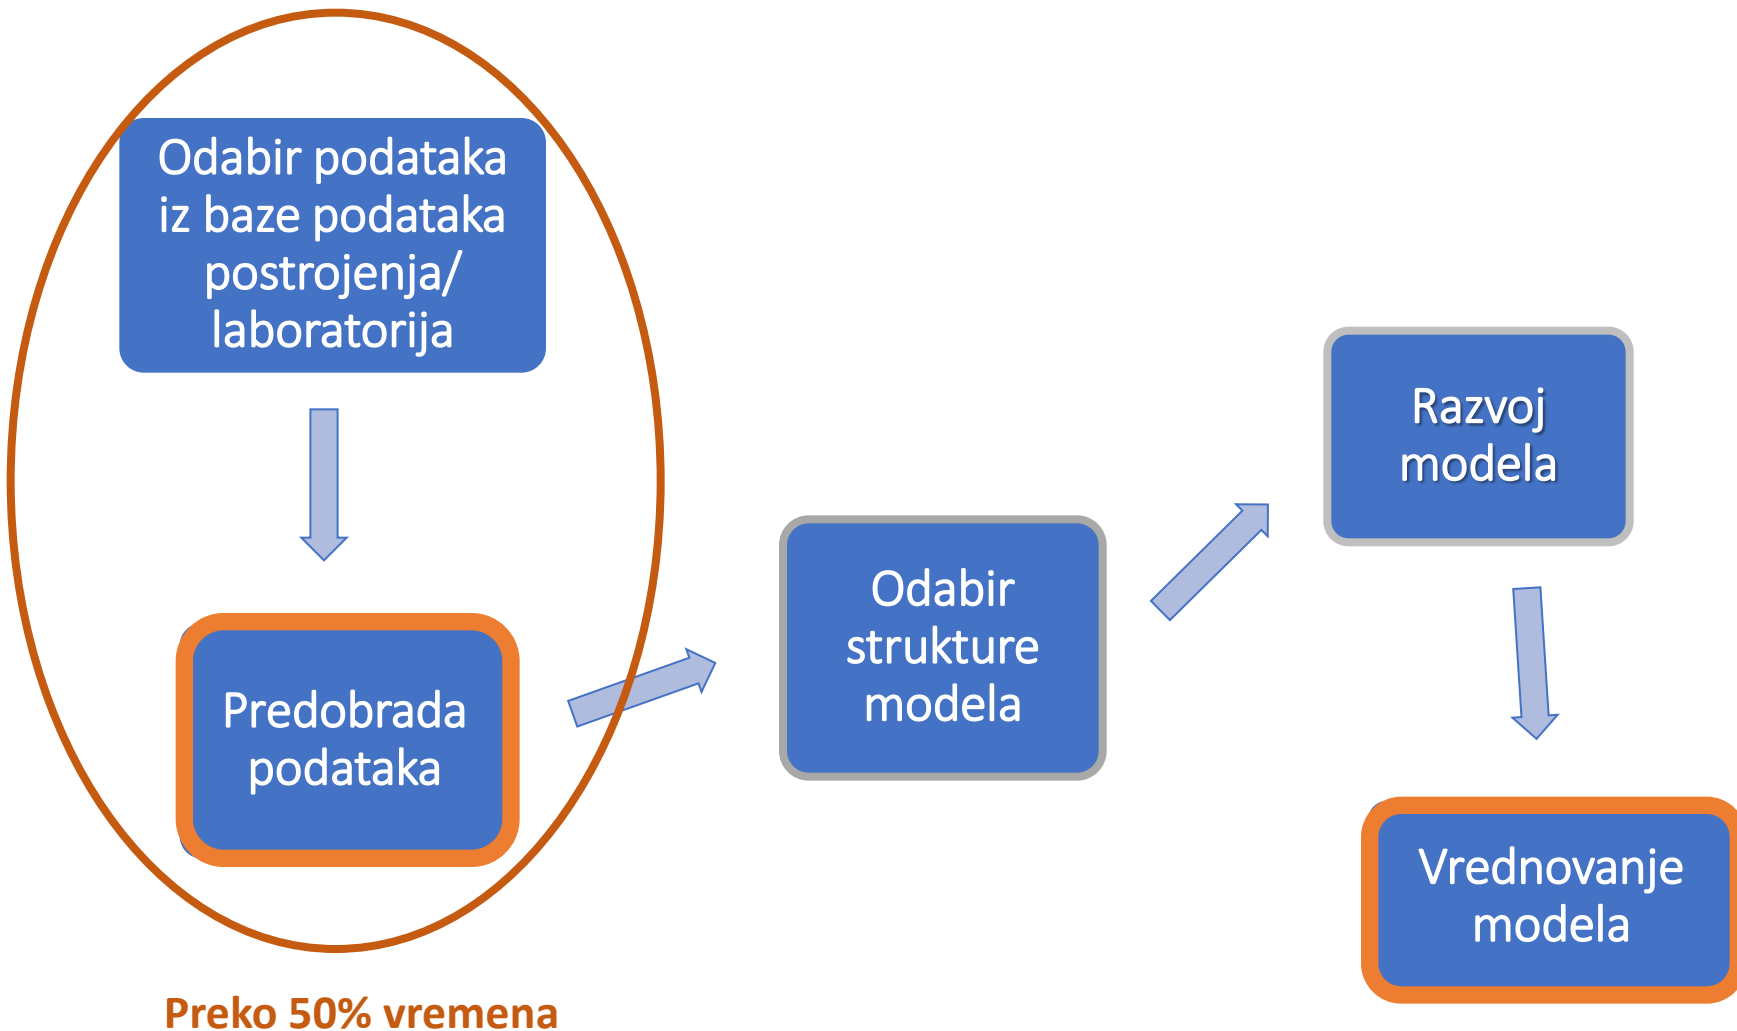 Odabir podataka
iz baze podataka
postrojenja/
laboratorija
Predobrada
podataka
Preko 50% vremena
Odabir
strukture
modela
Razvoj
modela
Vrednovanje
modela